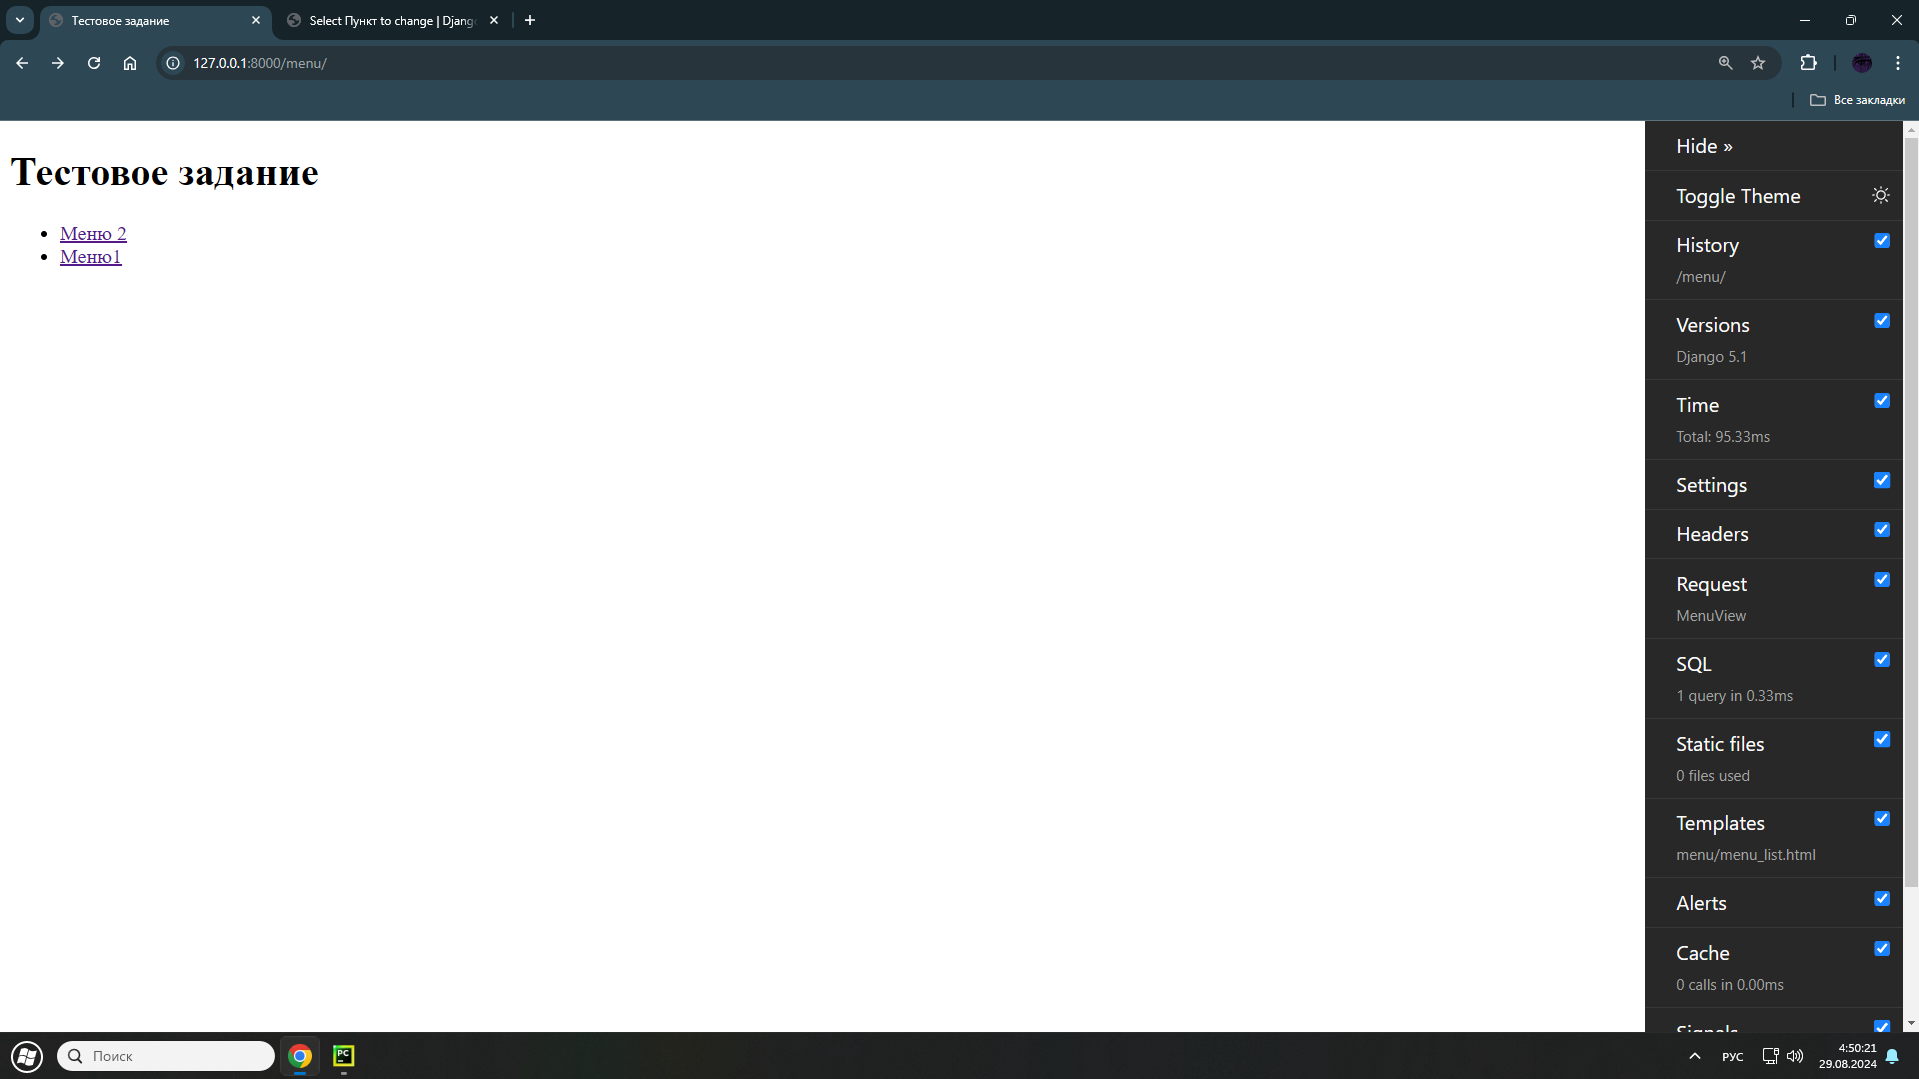 Тестовое задание
Select Пункт to change | Djang
127.0.0.1:8000/menu/
Все закладки
Тестовое задание
Меню 2
Меню1
Hide »
Toggle Theme
History
/menu/
Versions
Django 5.1
Time
Total: 95.33ms
Settings
Headers
Request
MenuView
SQL
1 query in 0.33ms
Static files
0 files used
Templates
menu/menu_list.html
Alerts
Cache
0 calls in 0.00ms
Signals
Поиск
PC
РУС
4:50:21
29.08.2024